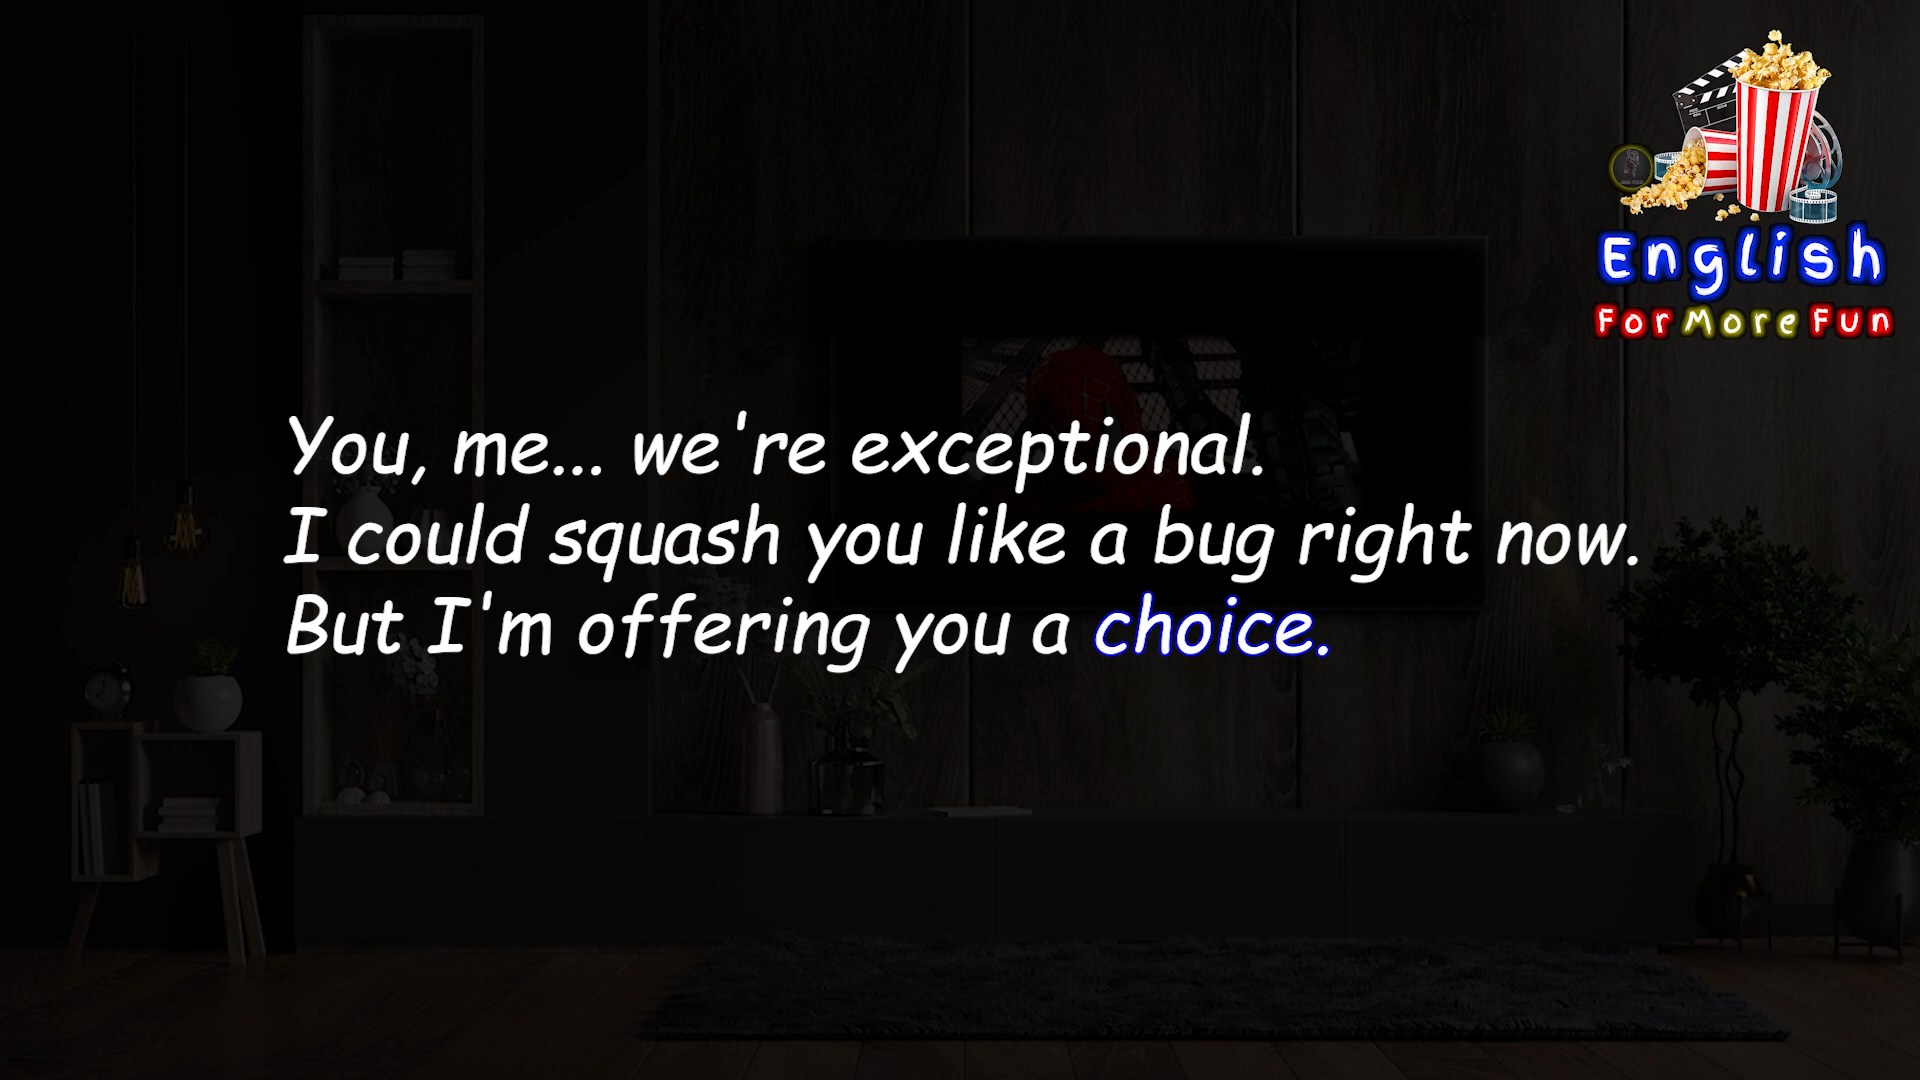 English
For More Fun
You, me... we're exceptional.
I could squash you like a bug right now.
But I'm offering you a choice.